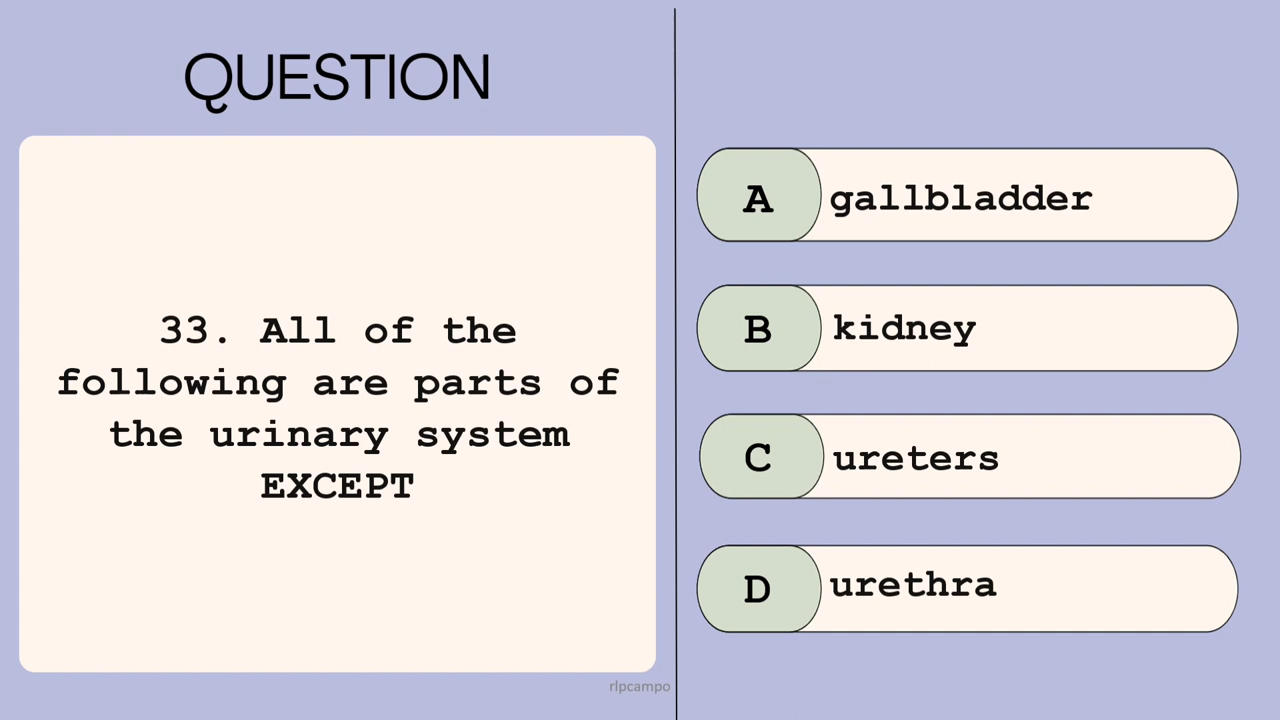 QUESTION
33. All of the
following are parts of
the urinary system
EXCEPT
A gallbladder
B kidney
C ureters
D urethra
rlpcampo